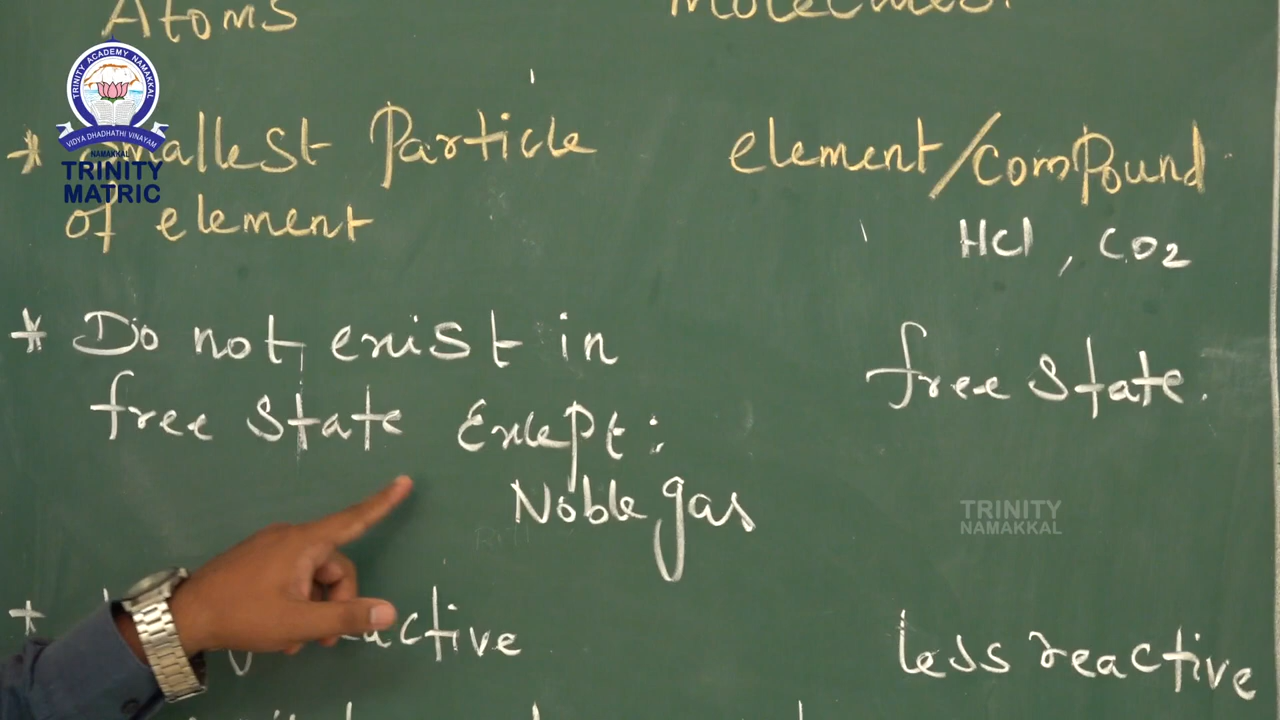 Atoms
Molecules.
TRINITY ACADEMY NAMAKKAL
VIDYA DHADHATHI VINAYAM
NAMAKKAL
TRINITY
MATRIC
* Smallest Particle
of element
element/compound
HCl, CO2
* Do not exist in
free state Except:
Noble gas
free state.
TRINITY
NAMAKKAL
*
less reactive